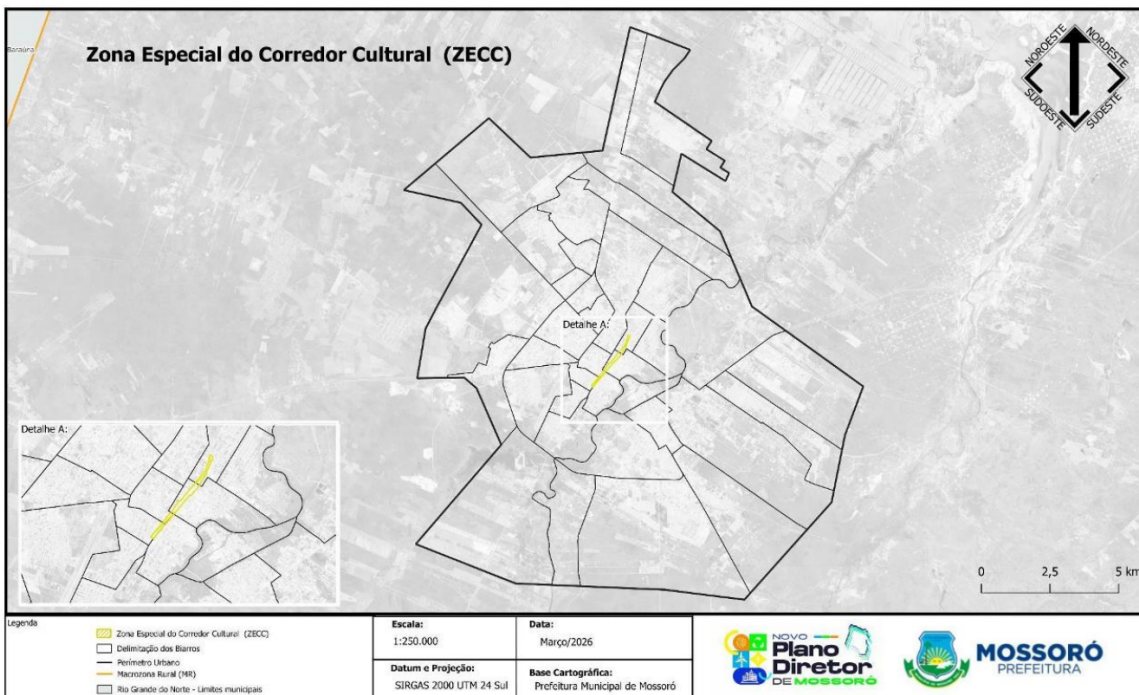 Baraúna
Zona Especial do Corredor Cultural (ZECC)
NOROESTE
NORDESTE
SUDOESTE
SUDESTE
Detalhe A:
Detalhe A:
0 2,5 5 km
Legenda
Zona Especial do Corredor Cultural (ZECC)
Delimitação dos Biarros
Perímetro Urbano
Macrozona Rural (MR)
Rio Grande do Norte - Limites municipais
Escala:
1:250.000
Data:
Março/2026
Datum e Projeção:
SIRGAS 2000 UTM 24 Sul
Base Cartográfica:
Prefeitura Municipal de Mossoró
NOVO
Plano
Diretor
DE MOSSORÓ
MOSSORÓ
PREFEITURA